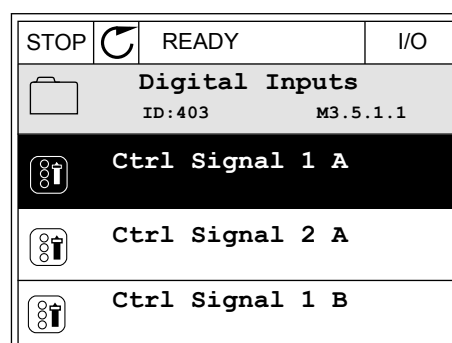 STOP READY I/O
Digital Inputs
ID:403 M3.5.1.1
Ctrl Signal 1 A
Ctrl Signal 2 A
Ctrl Signal 1 B